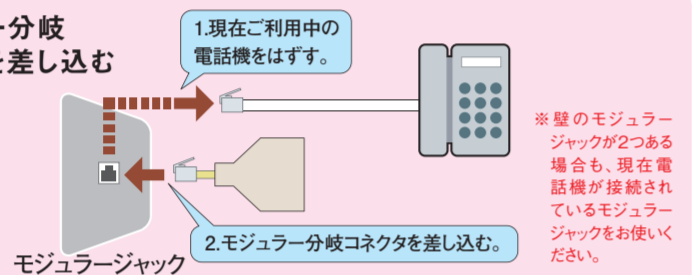 ー分岐
を差し込む
1.現在ご利用中の
電話機をはずす。
※壁のモジュラー
ジャックが2つある
場合も、現在電
話機が接続され
ているモジュラー
ジャックをお使いく
ださい。
2.モジュラー分岐コネクタを差し込む。
モジュラージャック